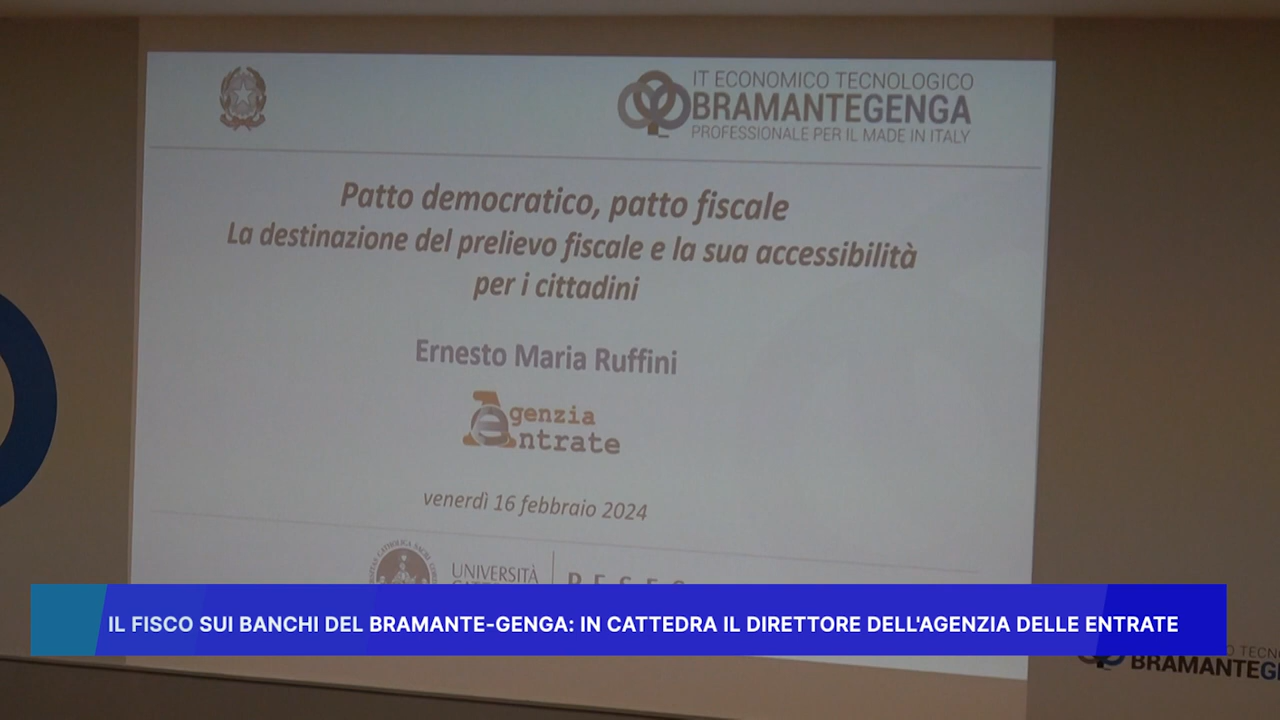 IT ECONOMICO TECNOLOGICO
BRAMANTEGENGA
PROFESSIONALE PER IL MADE IN ITALY
Patto democratico, patto fiscale
La destinazione del prelievo fiscale e la sua accessibilità
per i cittadini
Ernesto Maria Ruffini
agenzia
entrate
venerdì 16 febbraio 2024
UNIVERSITÀ
IL FISCO SUI BANCHI DEL BRAMANTE-GENGA: IN CATTEDRA IL DIRETTORE DELL'AGENZIA DELLE ENTRATE